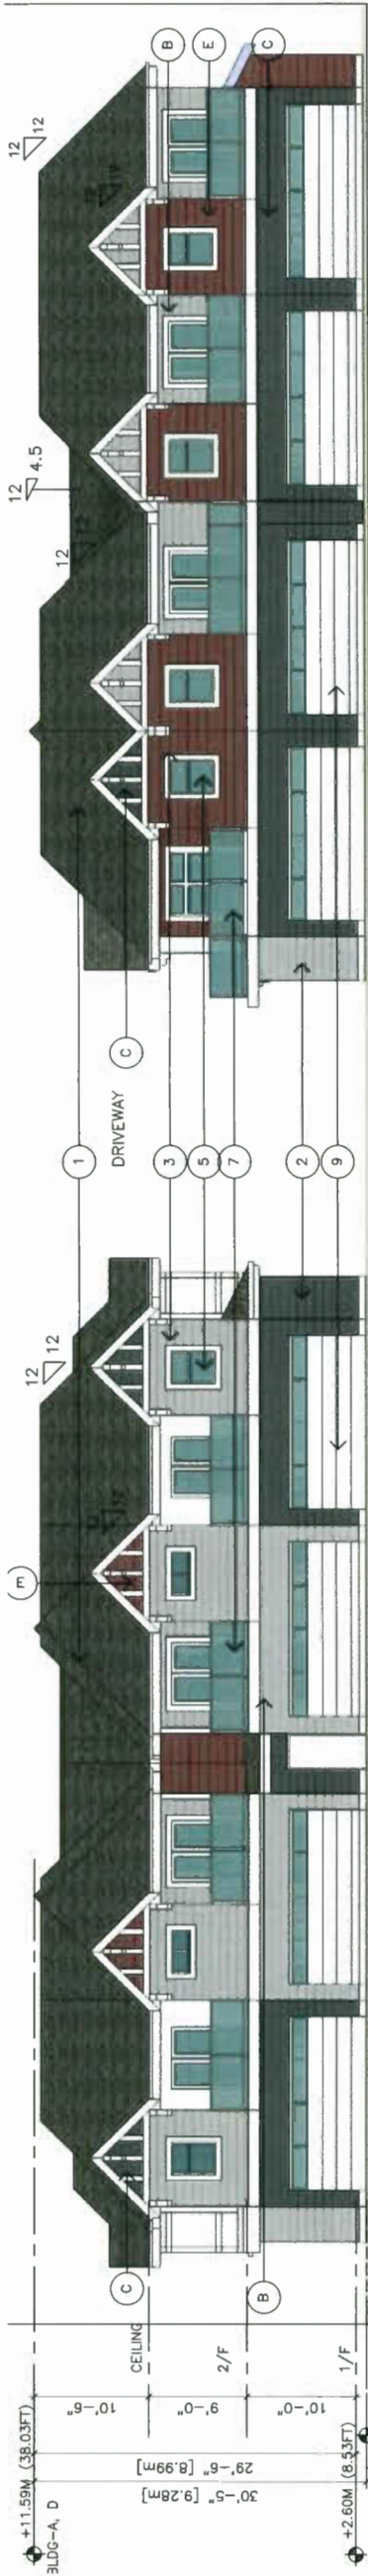 +11.59M (38.03FT)
BLDG-A, D
CEILING
2/F
1/F
+2.60M (8.53FT)
10'-6"
9'-0"
10'-0"
29'-6" [8.99m]
30'-5" [9.28m]
C
B
E
12
12
1
C
DRIVEWAY
3
5
7
2
9
12
4.5
12
12
12
B
E
C